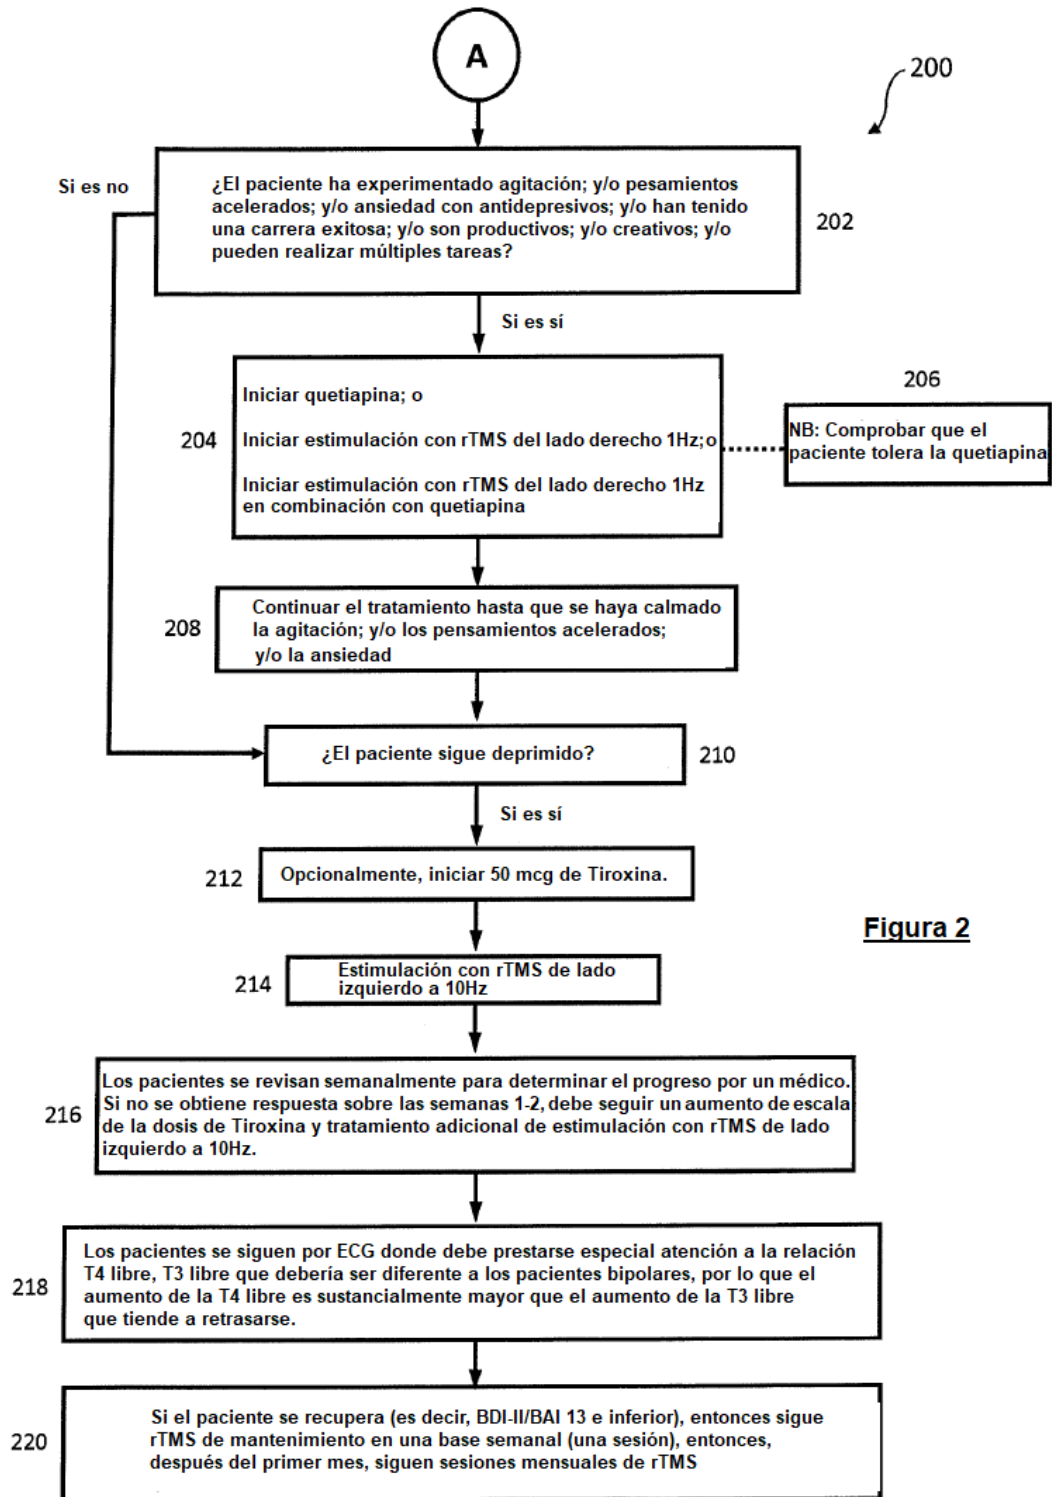 A
200
Si es no
¿El paciente ha experimentado agitación; y/o pesamientos
acelerados; y/o ansiedad con antidepresivos; y/o han tenido
una carrera exitosa; y/o son productivos; y/o creativos; y/o
pueden realizar múltiples tareas?
202
Si es sí
204
Iniciar quetiapina; o
Iniciar estimulación con rTMS del lado derecho 1Hz; o
Iniciar estimulación con rTMS del lado derecho 1Hz
en combinación con quetiapina
206
NB: Comprobar que el
paciente tolera la quetiapina
208
Continuar el tratamiento hasta que se haya calmado
la agitación; y/o los pensamientos acelerados;
y/o la ansiedad
¿El paciente sigue deprimido?
210
Si es sí
212
Opcionalmente, iniciar 50 mcg de Tiroxina.
Figura 2
214
Estimulación con rTMS de lado
izquierdo a 10Hz
216
Los pacientes se revisan semanalmente para determinar el progreso por un médico.
Si no se obtiene respuesta sobre las semanas 1-2, debe seguir un aumento de escala
de la dosis de Tiroxina y tratamiento adicional de estimulación con rTMS de lado
izquierdo a 10Hz.
218
Los pacientes se siguen por ECG donde debe prestarse especial atención a la relación
T4 libre, T3 libre que debería ser diferente a los pacientes bipolares, por lo que el
aumento de la T4 libre es sustancialmente mayor que el aumento de la T3 libre
que tiende a retrasarse.
220
Si el paciente se recupera (es decir, BDI-II/BAI 13 e inferior), entonces sigue
rTMS de mantenimiento en una base semanal (una sesión), entonces,
después del primer mes, siguen sesiones mensuales de rTMS